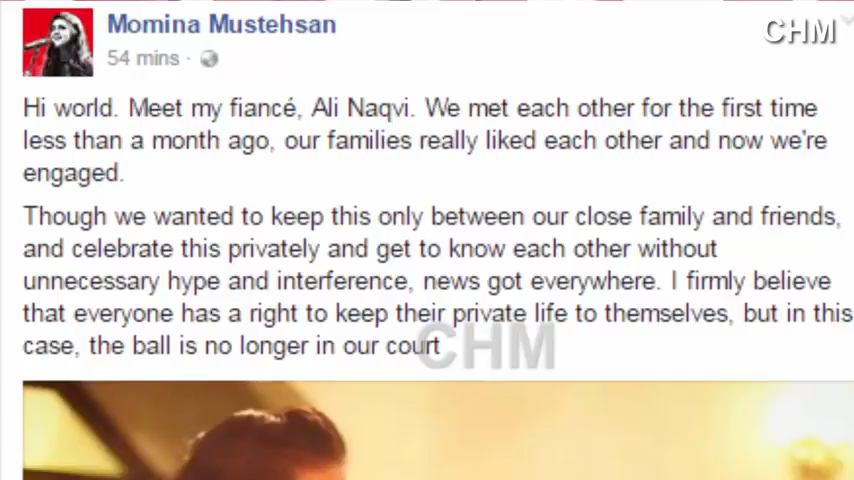 Momina Mustehsan
CHM
54 mins ·
Hi world. Meet my fiancé, Ali Naqvi. We met each other for the first time
less than a month ago, our families really liked each other and now we're
engaged.
Though we wanted to keep this only between our close family and friends,
and celebrate this privately and get to know each other without
unnecessary hype and interference, news got everywhere. I firmly believe
that everyone has a right to keep their private life to themselves, but in this
case, the ball is no longer in our court
CHM